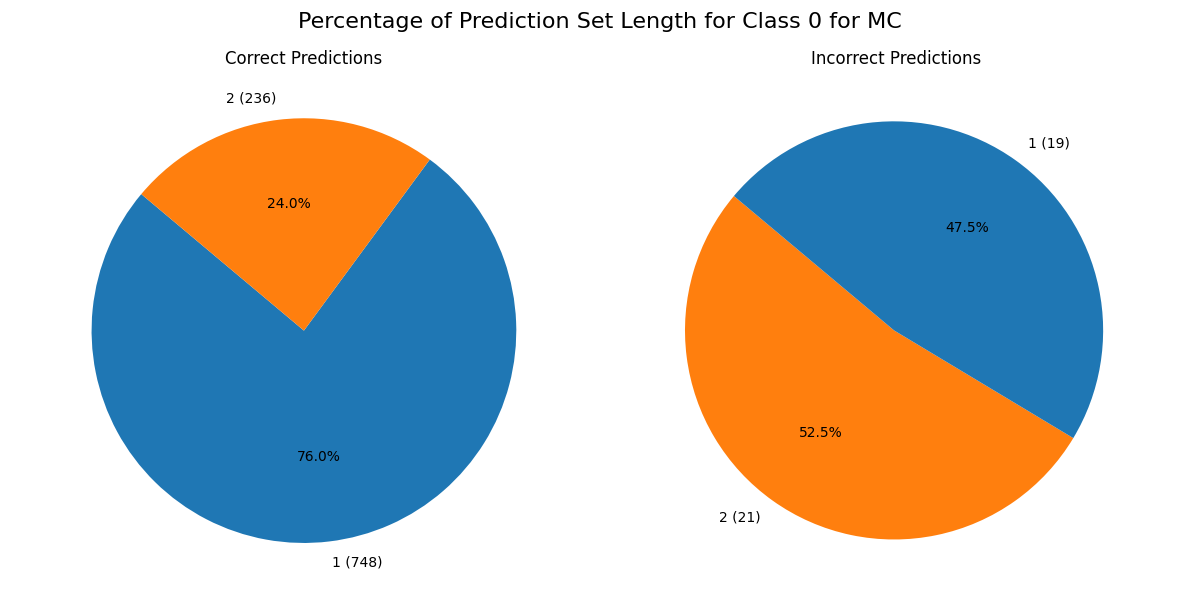 Percentage of Prediction Set Length for Class 0 for MC
Correct Predictions
2 (236)
24.0%
76.0%
1 (748)
Incorrect Predictions
1 (19)
47.5%
52.5%
2 (21)